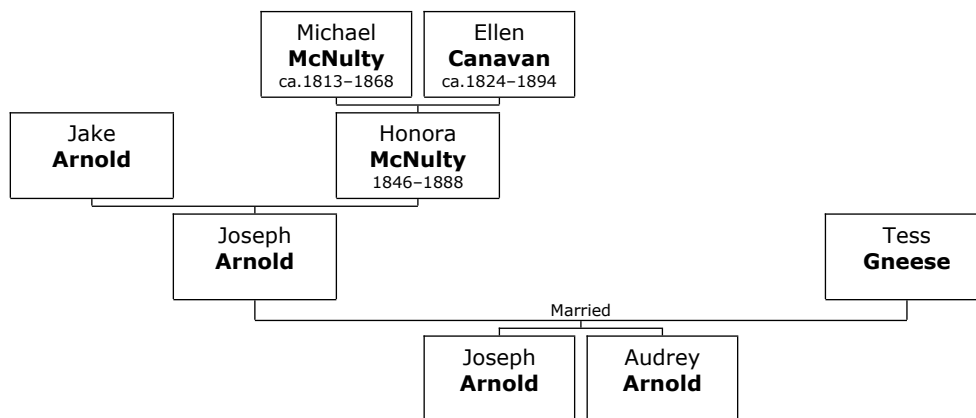 Michael
McNulty
ca.1813–1868
Ellen
Canavan
ca.1824–1894
Jake
Arnold
Honora
McNulty
1846–1888
Joseph
Arnold
Tess
Gneese
Married
Joseph
Arnold
Audrey
Arnold